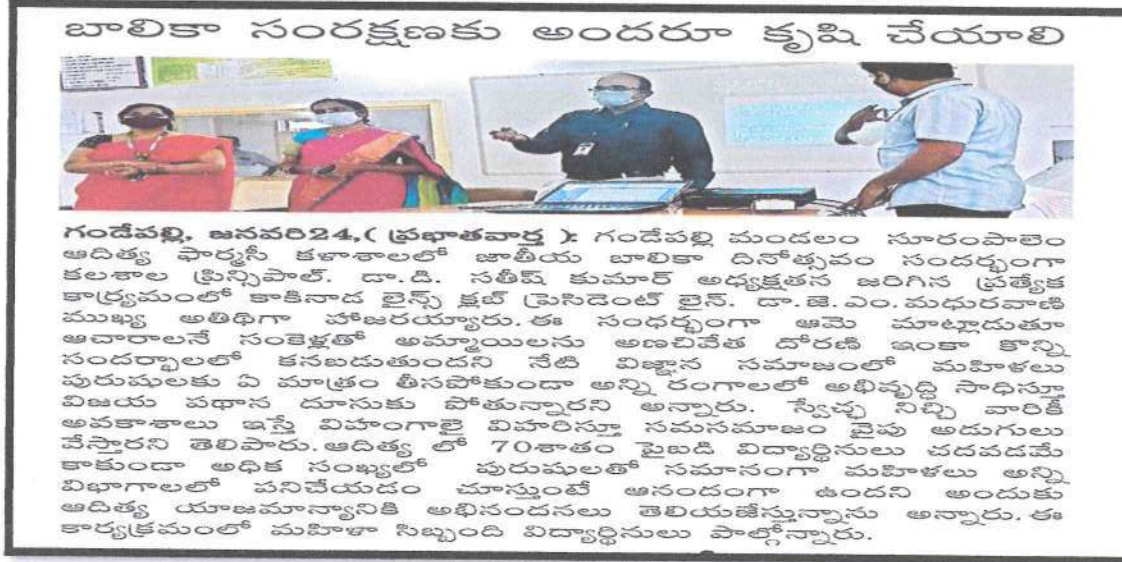 బాలికా సంరక్షణకు అందరూ కృషి చేయాలి
గండేపల్లి, జనవరి24,( ప్రభాతవార్త ): గండేపల్లి మండలం సూరంపాలెం
ఆదిత్య ఫార్మసీ కళాశాలలో జాతీయ బాలికా దినోత్సవం సందర్భంగా
కలశాల ప్రిన్సిపాల్. డా.డి. సతీష్ కుమార్ అధ్యక్షతన జరిగిన ప్రత్యేక
కార్యమంలో కాకినాడ లైన్స్ క్లబ్ ప్రెసిడెంట్ లైన్. డా.జె.ఎం.మధురవాణి
ముఖ్య అతిథిగా హాజరయ్యారు.ఈ సంధర్భంగా ఆమె మాట్లాడుతూ
ఆచారాలనే సంకెళ్లతో అమ్మాయిలను అణచివేత దోరణి ఇంకా కొన్ని
సందర్భాలలో కనబడుతుందని నేటి విజ్ఞాన సమాజంలో మహిళలు
పురుషులకు ఏ మాత్రం తీసపోకుండా అన్ని రంగాలలో అభివృద్ధి సాధిస్తూ
విజయ పథాన దూసుకు పోతున్నారని అన్నారు. స్వేచ్ఛ నిచ్చి వారికి
అవకాశాలు ఇస్తే విహంగాలై విహరిస్తూ సమసమాజం వైపు అడుగులు
వేస్తారని తెలిపారు.ఆదిత్య లో 70శాతం పైబడి విద్యార్థినులు చదవడమే
కాకుండా అధిక సంఖ్యలో పురుషులతో సమానంగా మహిళలు అన్ని
విభాగాలలో పనిచేయడం చూస్తుంటే ఆనందంగా ఉందని అందుకు
ఆదిత్య యాజమాన్యానికి అభినందనలు తెలియజేస్తున్నాను అన్నారు.ఈ
కార్యక్రమంలో మహిళా సిబ్బంది విద్యార్థినులు పాల్గొన్నారు.